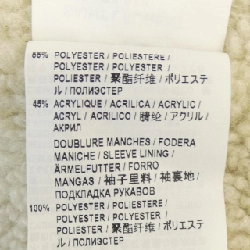 55% POLYESTER / POLIESTERE /
POLYESTER / POLYESTER /
POLIESTER / 聚酯纤维 / ポリエステ
ル / ПОЛИЭСТЕР
45% ACRYLIQUE / ACRILICA / ACRYLIC /
ACRYL / ACRILICO / 腈纶 / アクリル /
АКРИЛ
DOUBLURE MANCHES / FODERA
MANICHE / SLEEVE LINING /
ÄRMELFUTTER / FORRO
MANGAS / 袖子里料 / 袖裏地 /
ПОДКЛАДКА РУКАВОВ
100% POLYESTER / POLIESTERE /
POLYESTER / POLYESTER /
POLIESTER / 聚酯纤维 / ポリエステ
ル / ПОЛИЭСТЕР